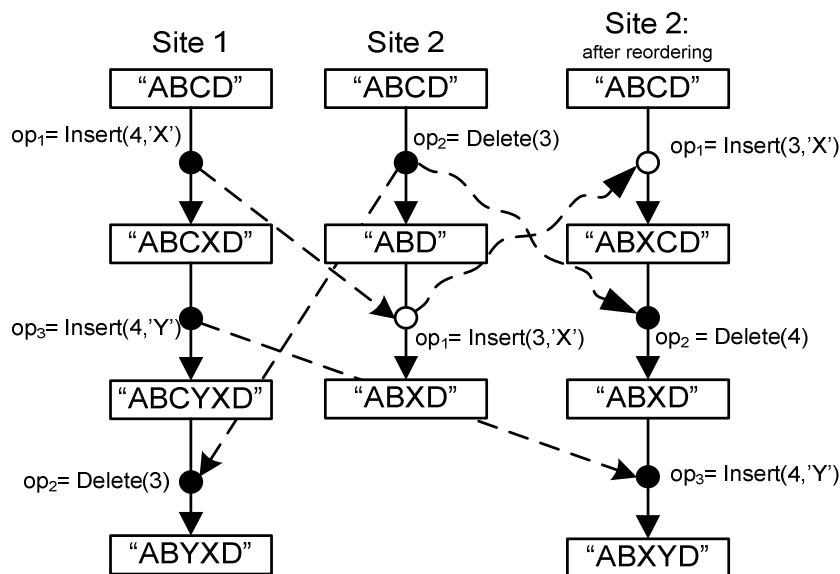 Site 1
“ABCD”
op₁= Insert(4,'X')
“ABCXD”
op₃= Insert(4,'Y')
“ABCYXD”
op₂= Delete(3)
“ABYXD”
Site 2
“ABCD”
op₂= Delete(3)
“ABD”
op₁= Insert(3,'X')
“ABXD”
Site 2:
after reordering
“ABCD”
op₁= Insert(3,'X')
“ABXCD”
op₂ = Delete(4)
“ABXD”
op₃= Insert(4,'Y')
“ABXYD”